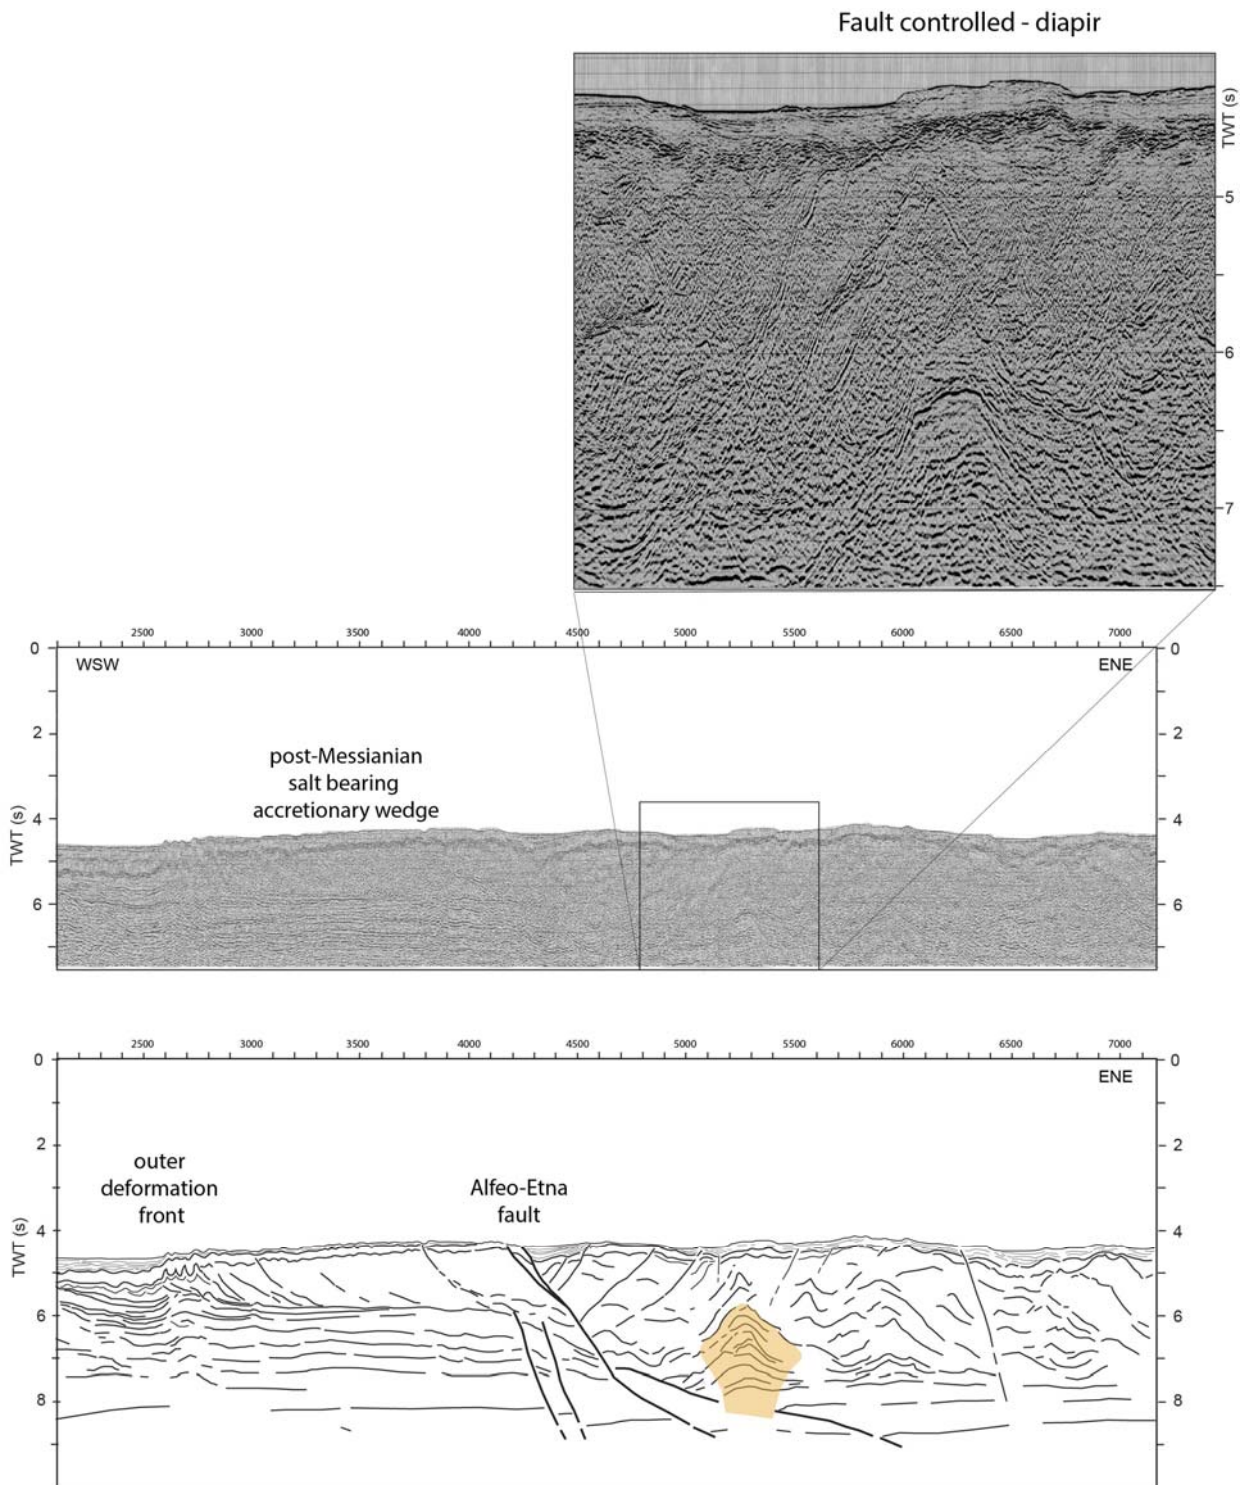 Fault controlled - diapir
TWT (s)
5
6
7
2500 3000 3500 4000 4500 5000 5500 6000 6500 7000
0 0
WSW ENE
2 2
post-Messianian
salt bearing
accretionary wedge
4 4
TWT (s)
6 6
2500 3000 3500 4000 4500 5000 5500 6000 6500 7000
0 0
ENE
2 2
outer
deformation
front
Alfeo-Etna
fault
4 4
TWT (s)
6 6
8 8